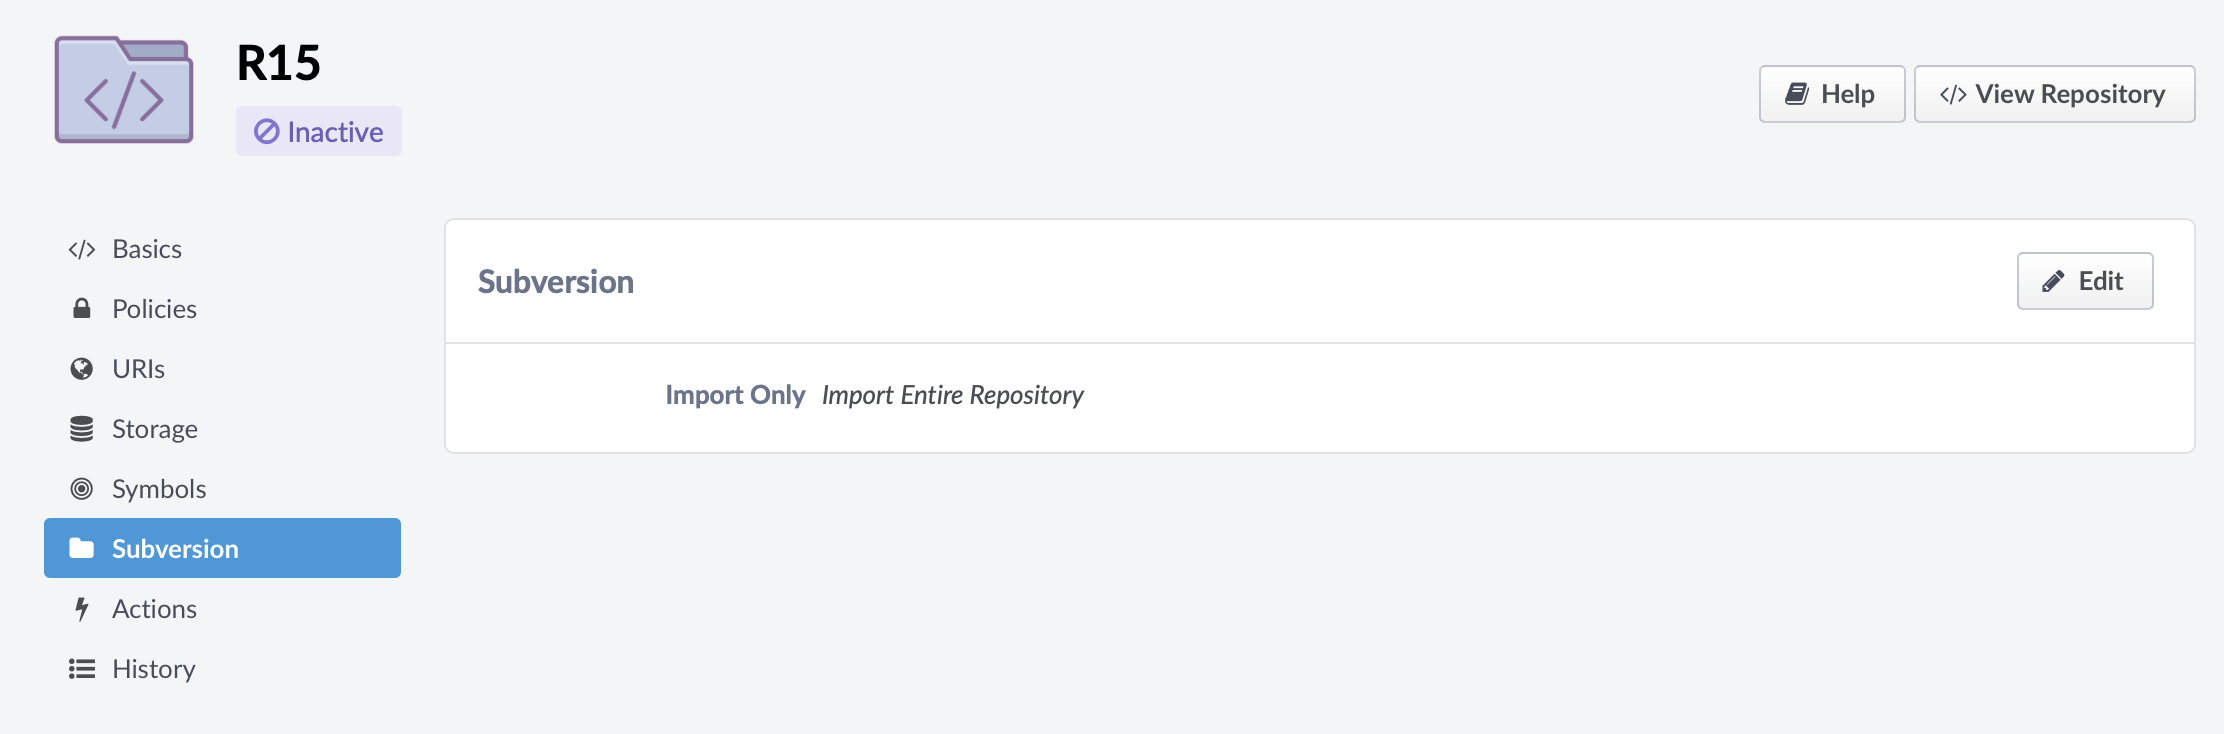 R15
Inactive
Help
View Repository
Basics
Policies
URIs
Storage
Symbols
Subversion
Actions
History
Subversion
Edit
Import Only Import Entire Repository